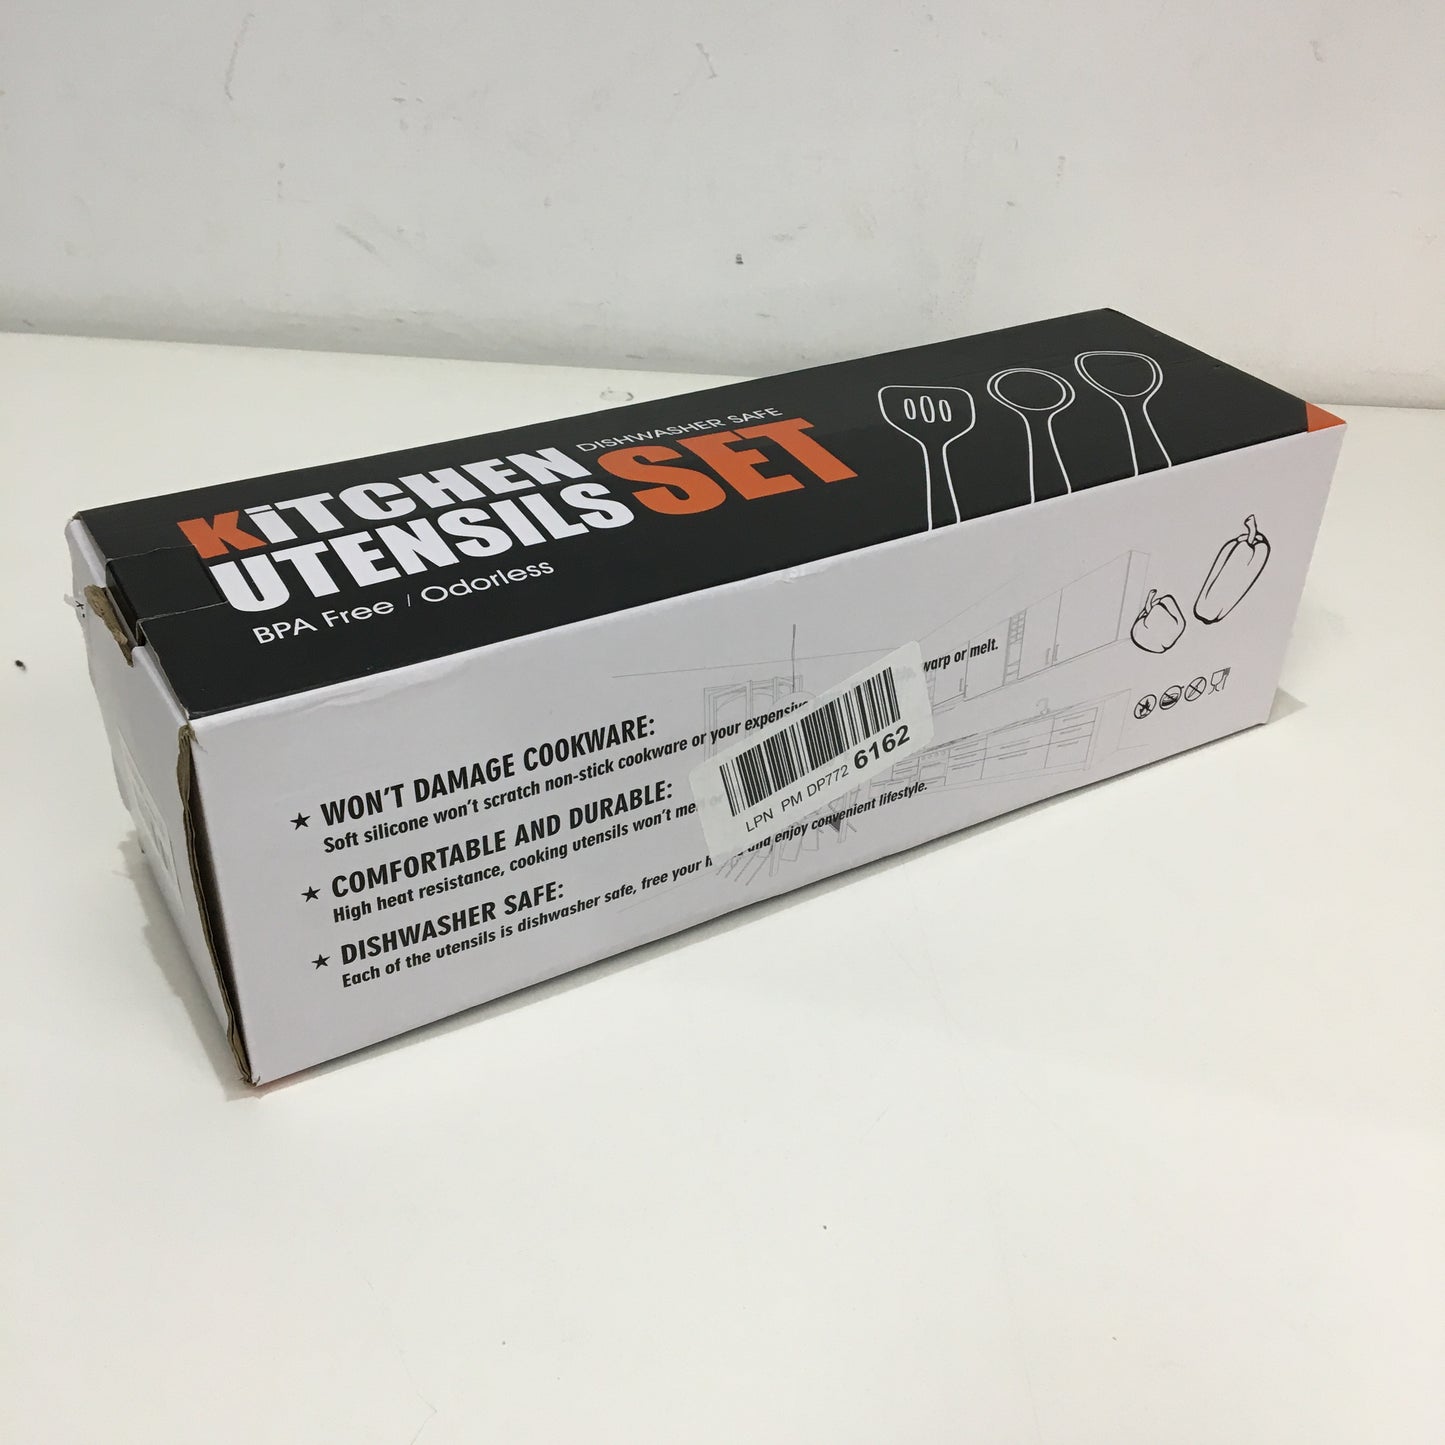 DISHWASHER SAFE
KiTCHEN
UTENSILS SET
BPA Free / Odorless
★ WON'T DAMAGE COOKWARE:
Soft silicone won't scratch non-stick cookware or your expensive
★ COMFORTABLE AND DURABLE:
High heat resistance, cooking utensils won't warp or melt.
★ DISHWASHER SAFE:
Each of the utensils is dishwasher safe, free your and enjoy convenient lifestyle.
LPN PM DP772 6162